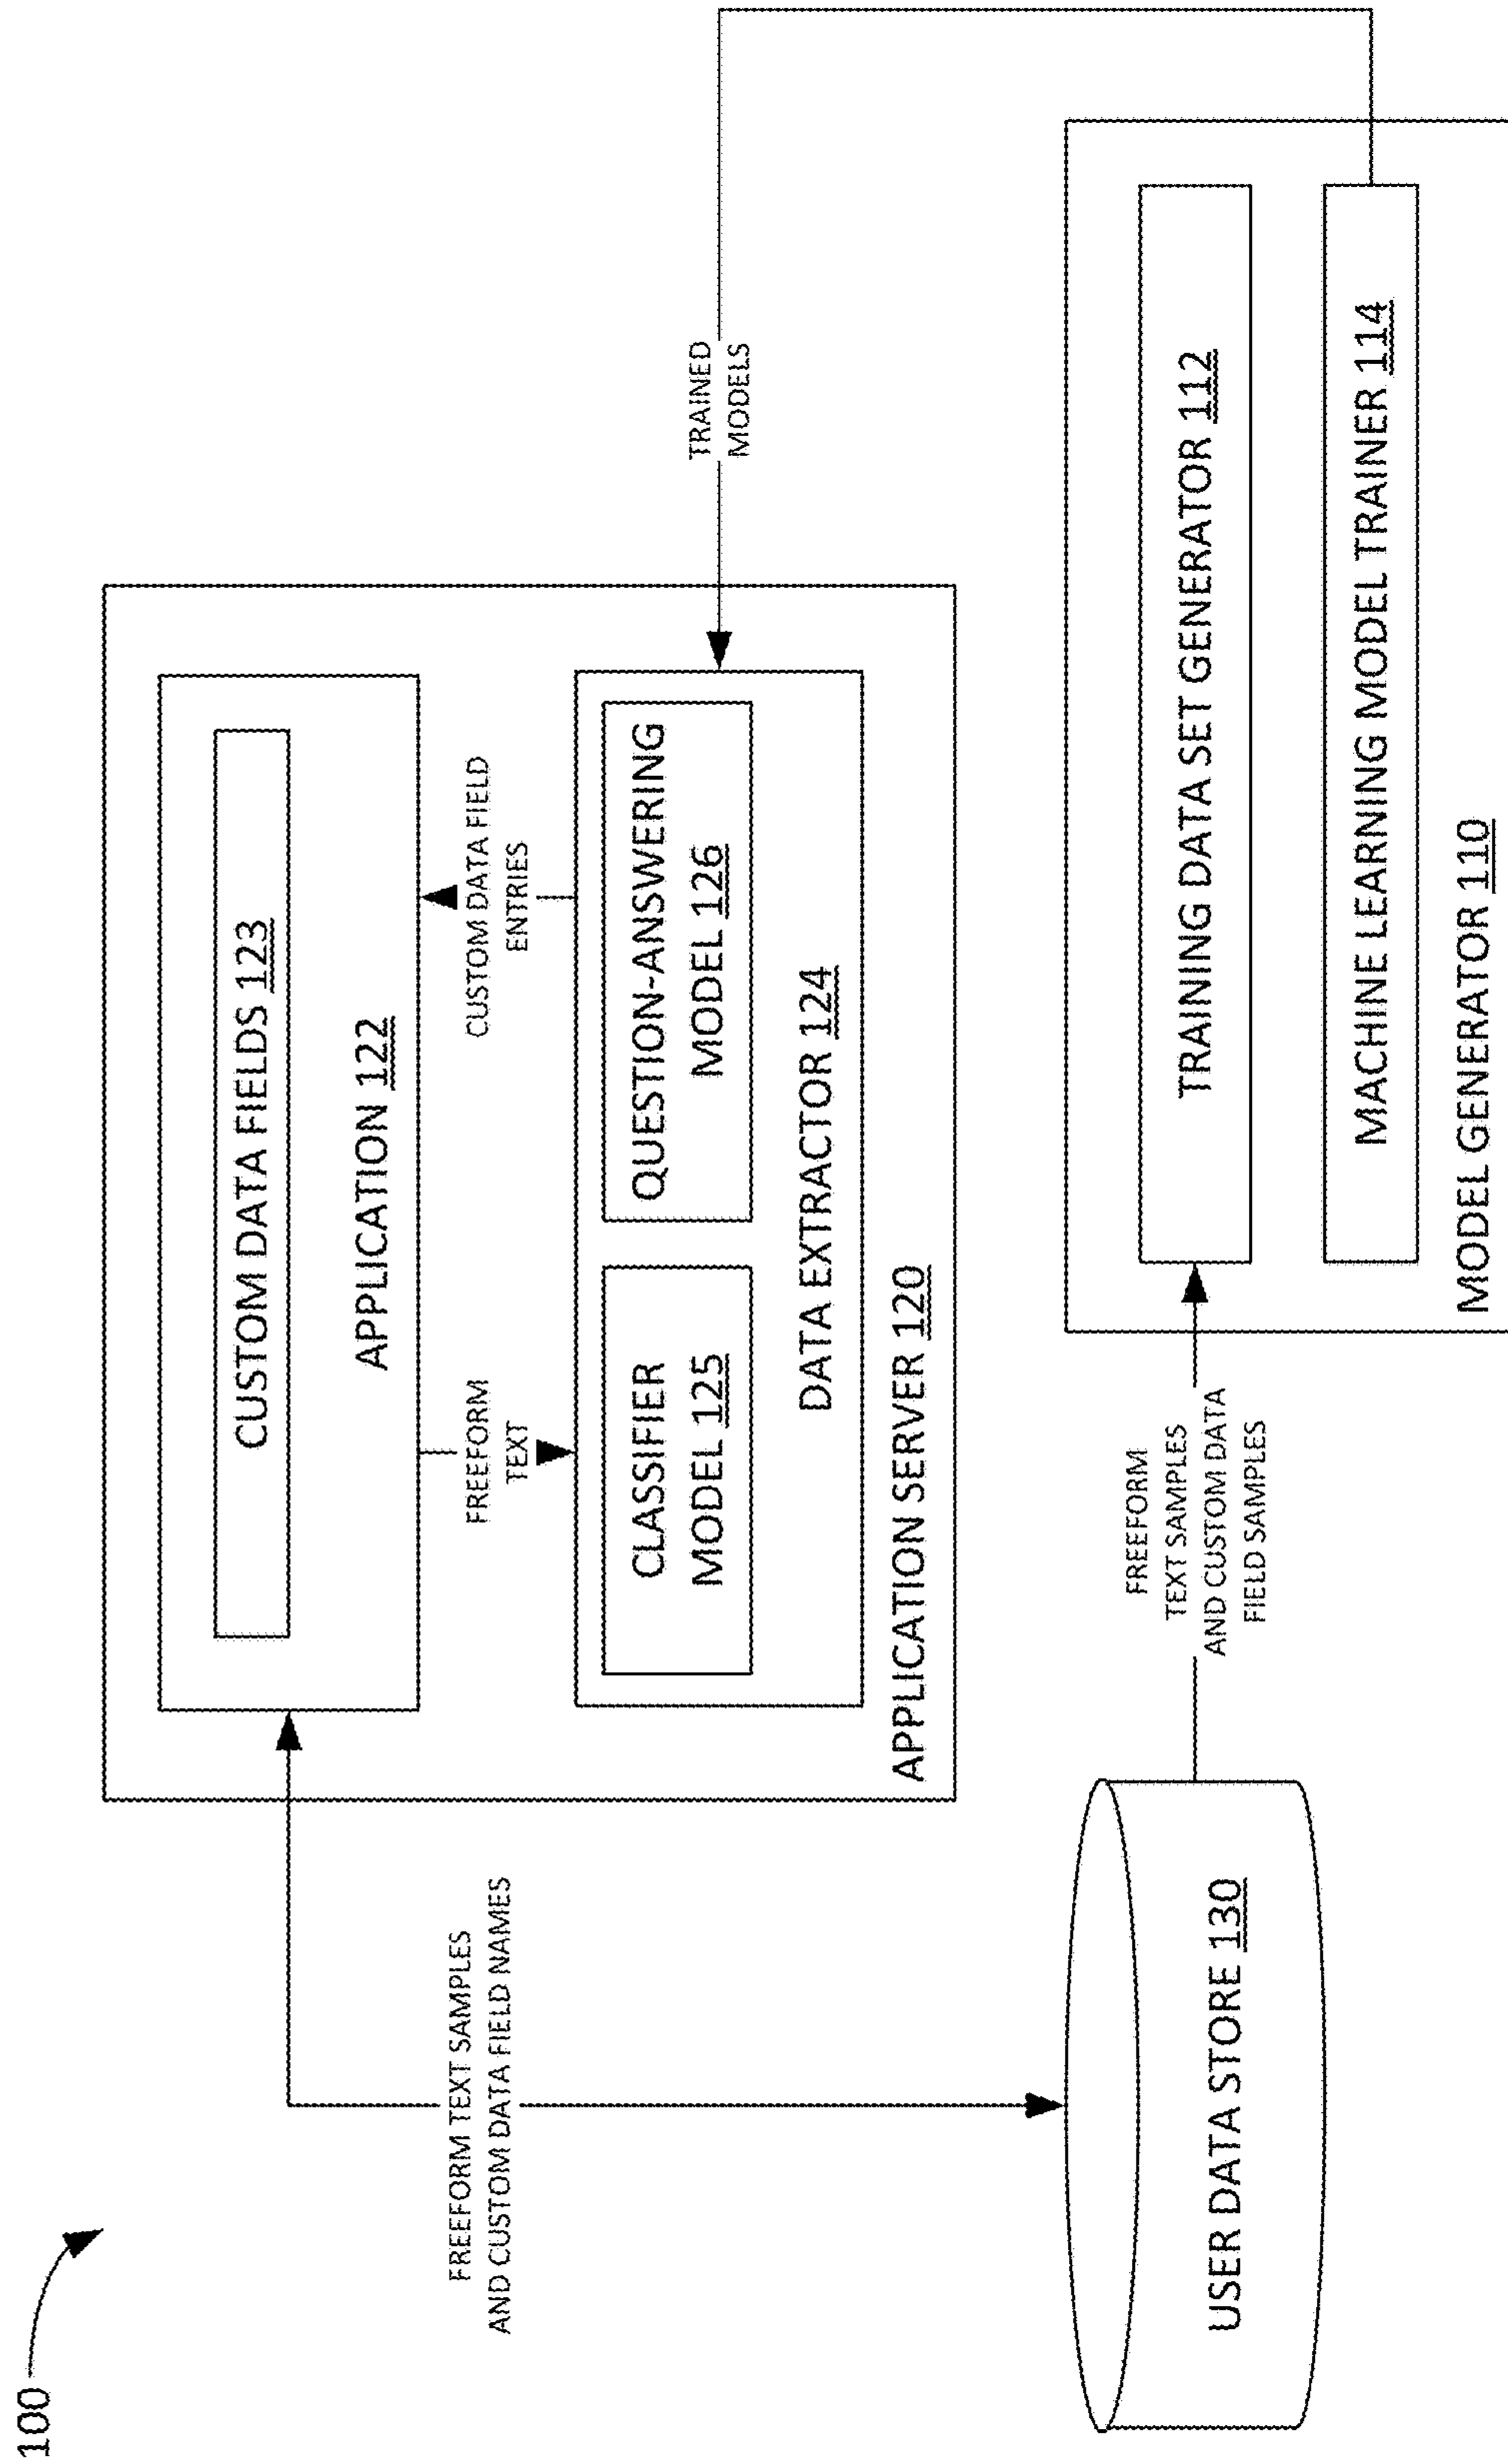 100
CUSTOM DATA FIELDS 123
APPLICATION 122
FREEFORM TEXT SAMPLES
AND CUSTOM DATA FIELD NAMES
FREEFORM
TEXT
CUSTOM DATA FIELD
ENTRIES
CLASSIFIER
MODEL 125
QUESTION-ANSWERING
MODEL 126
DATA EXTRACTOR 124
APPLICATION SERVER 120
TRAINED
MODELS
USER DATA STORE 130
FREEFORM
TEXT SAMPLES
AND CUSTOM DATA
FIELD SAMPLES
TRAINING DATA SET GENERATOR 112
MACHINE LEARNING MODEL TRAINER 114
MODEL GENERATOR 110